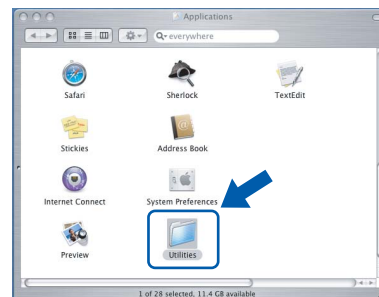 Applications
everywhere
Safari
Sherlock
TextEdit
Stickies
Address Book
Internet Connect
System Preferences
Preview
Utilities
1 of 28 selected, 11.4 GB available